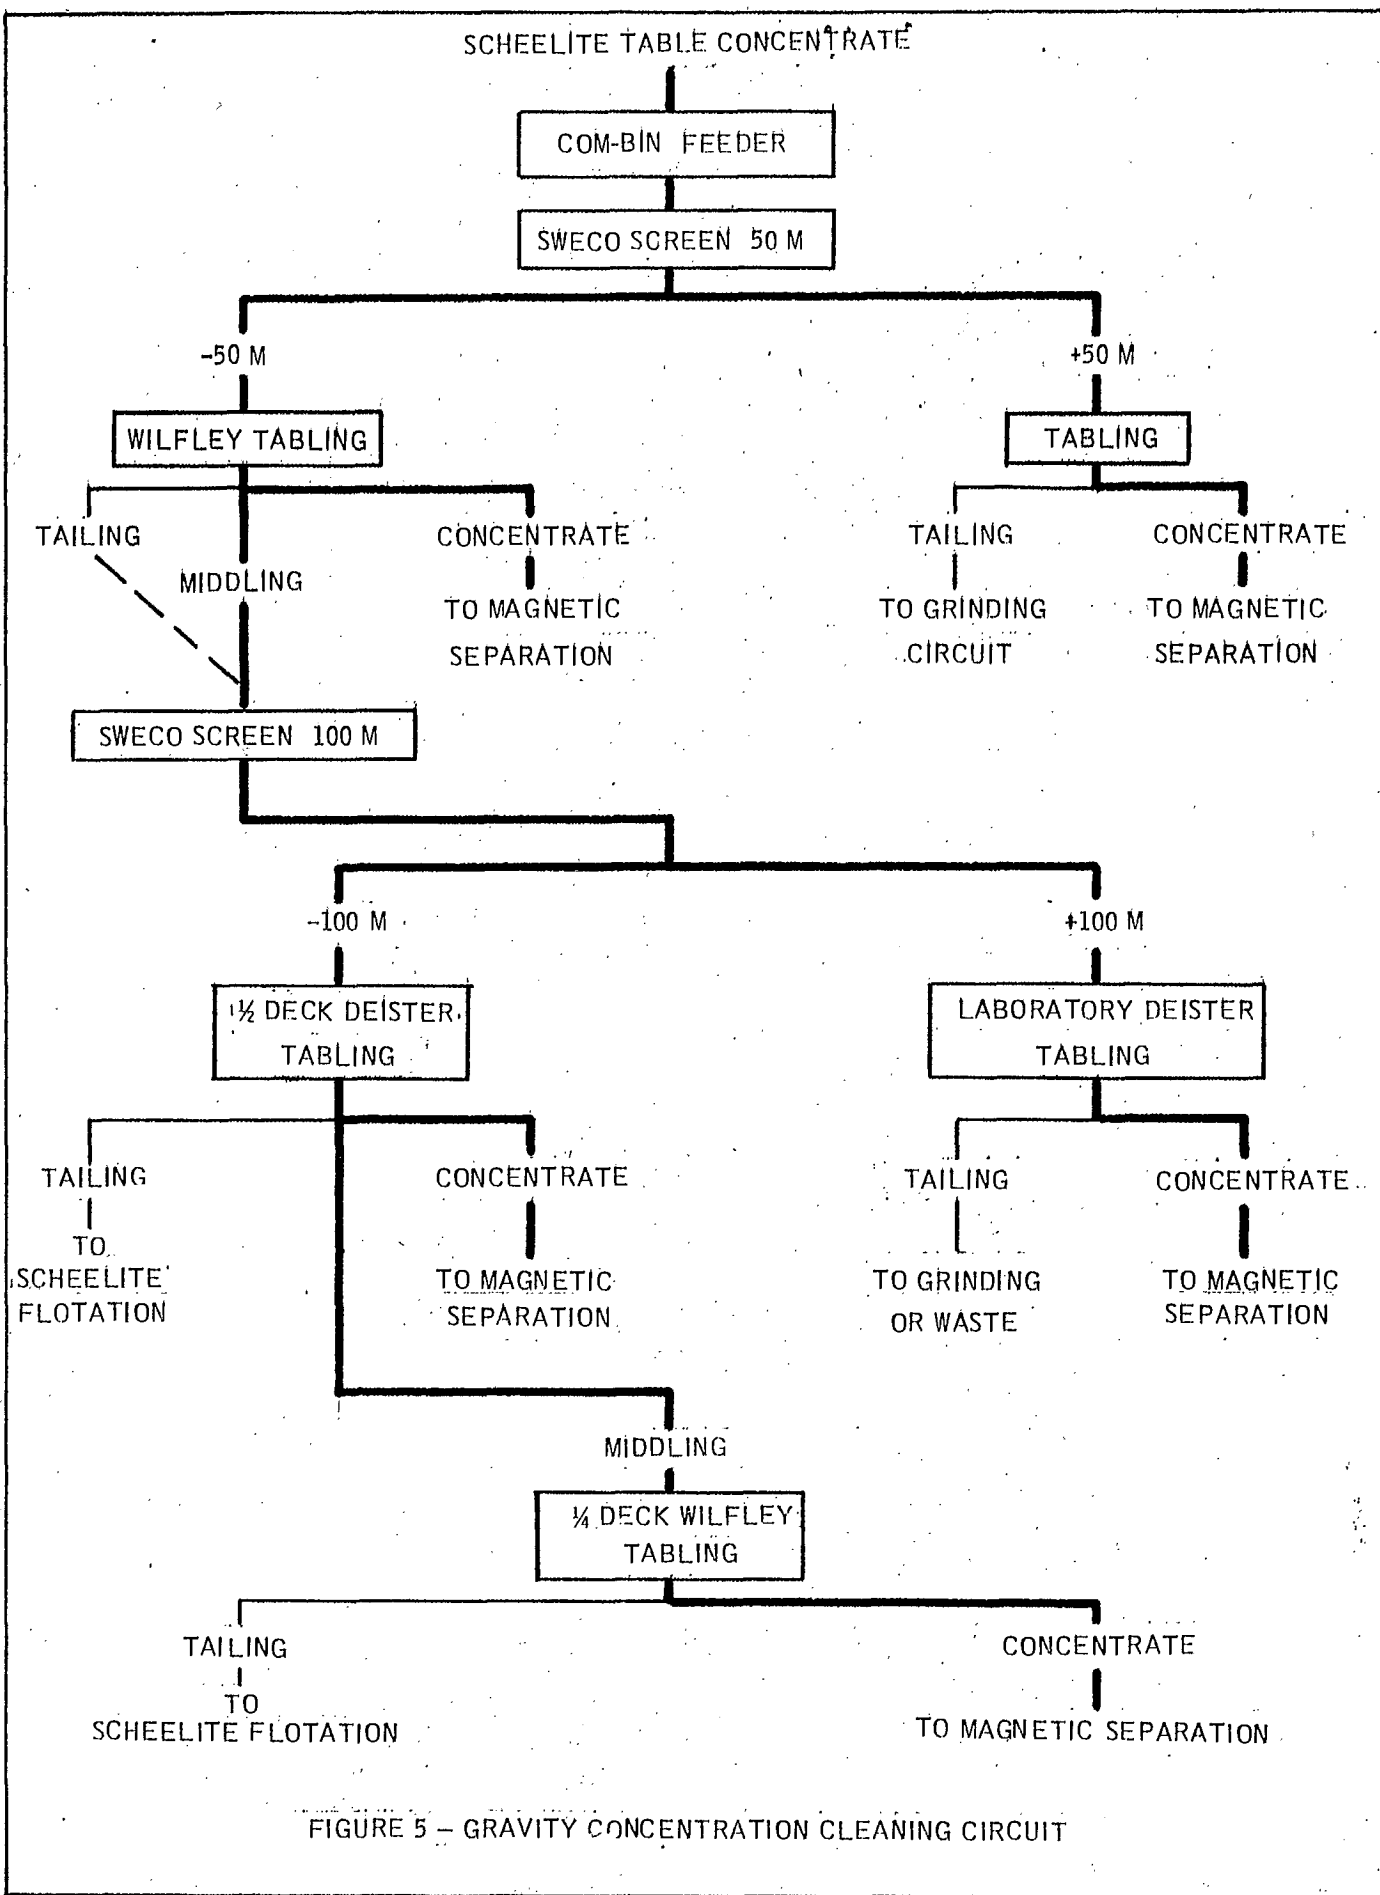 SCHEELITE TABLE CONCENTRATE
COM-BIN FEEDER
SWECO SCREEN 50 M
-50 M
+50 M
WILFLEY TABLING
TABLING
TAILING
MIDDLING
CONCENTRATE
TO MAGNETIC
SEPARATION
TAILING
TO GRINDING
CIRCUIT
CONCENTRATE
TO MAGNETIC
SEPARATION
SWECO SCREEN 100 M
-100 M
+100 M
1½ DECK DEISTER
TABLING
LABORATORY DEISTER
TABLING
TAILING
TO
SCHEELITE
FLOTATION
CONCENTRATE
TO MAGNETIC
SEPARATION
TAILING
TO GRINDING
OR WASTE
CONCENTRATE
TO MAGNETIC
SEPARATION
MIDDLING
¼ DECK WILFLEY
TABLING
TAILING
TO
SCHEELITE FLOTATION
CONCENTRATE
TO MAGNETIC SEPARATION
FIGURE 5 – GRAVITY CONCENTRATION CLEANING CIRCUIT